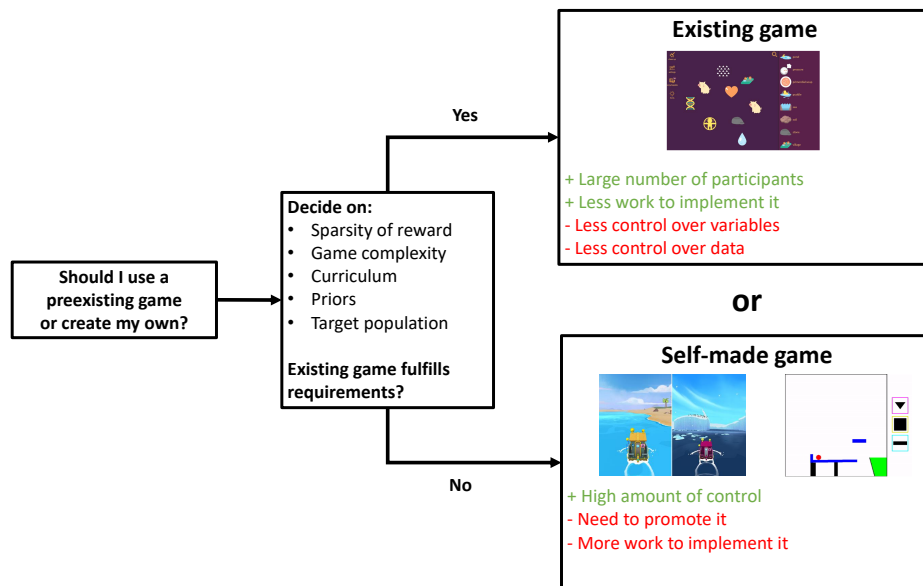 Should I use a
preexisting game
or create my own?
Decide on:
• Sparsity of reward
• Game complexity
• Curriculum
• Priors
• Target population
Existing game fulfills
requirements?
Yes
No
Existing game
+ Large number of participants
+ Less work to implement it
- Less control over variables
- Less control over data
or
Self-made game
+ High amount of control
- Need to promote it
- More work to implement it